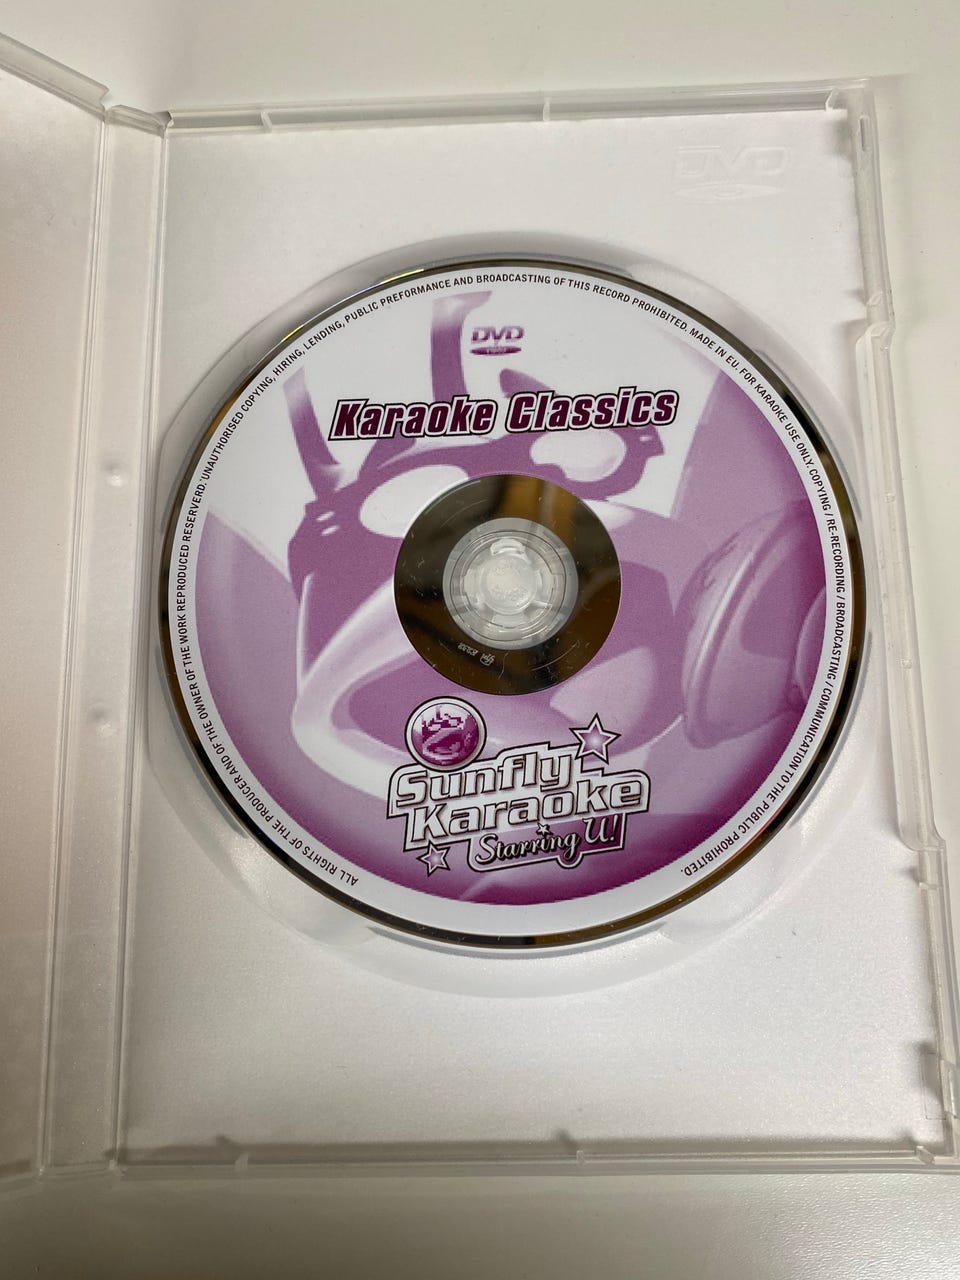 DVD
DVD
VIDEO
Karaoke Classics
Sunfly
Karaoke
Starring U!
ALL RIGHTS OF THE PRODUCER AND OF THE OWNER OF THE WORK REPRODUCED RESERVERD. UNAUTHORISED COPYING, HIRING, LENDING, PUBLIC PREFORMANCE AND BROADCASTING OF THIS RECORD PROHIBITED. MADE IN EU. FOR KARAOKE USE ONLY. COPYING / RE-RECORDING / BROADCASTING / COMMUNICATION TO THE PUBLIC PROHIBITED.